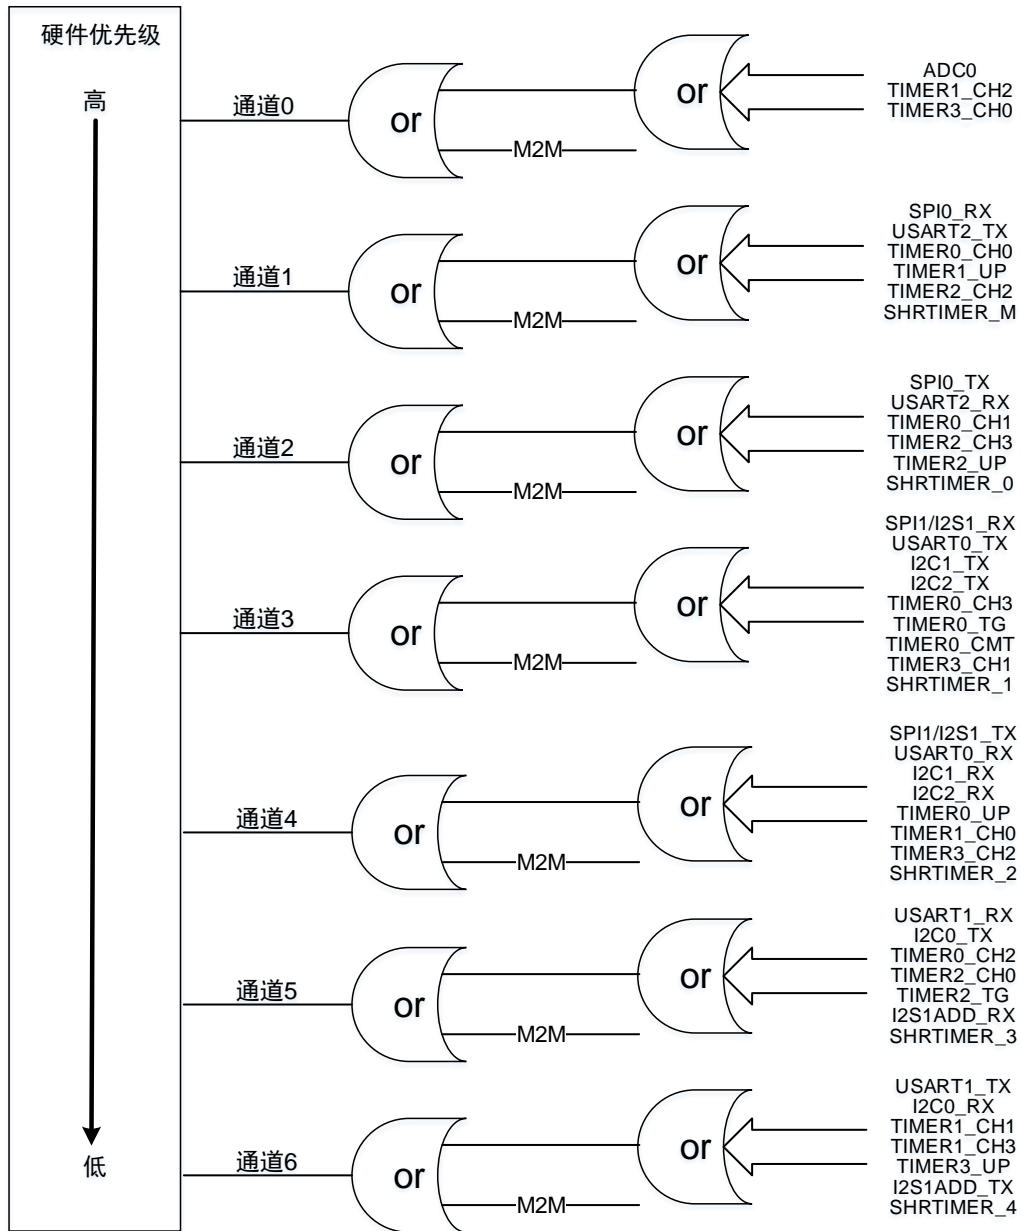 硬件优先级
高
通道0
or
M2M
or
ADC0
TIMER1_CH2
TIMER3_CH0
通道1
or
M2M
or
SPI0_RX
USART2_TX
TIMER0_CH0
TIMER1_UP
TIMER2_CH2
SHRTIMER_M
通道2
or
M2M
or
SPI0_TX
USART2_RX
TIMER0_CH1
TIMER2_CH3
TIMER2_UP
SHRTIMER_0
通道3
or
M2M
or
SPI1/I2S1_RX
USART0_TX
I2C1_TX
I2C2_TX
TIMER0_CH3
TIMER0_TG
TIMER0_CMT
TIMER3_CH1
SHRTIMER_1
通道4
or
M2M
or
SPI1/I2S1_TX
USART0_RX
I2C1_RX
I2C2_RX
TIMER0_UP
TIMER1_CH0
TIMER3_CH2
SHRTIMER_2
通道5
or
M2M
or
USART1_RX
I2C0_TX
TIMER0_CH2
TIMER2_CH0
TIMER2_TG
I2S1ADD_RX
SHRTIMER_3
低
通道6
or
M2M
or
USART1_TX
I2C0_RX
TIMER1_CH1
TIMER1_CH3
TIMER3_UP
I2S1ADD_TX
SHRTIMER_4